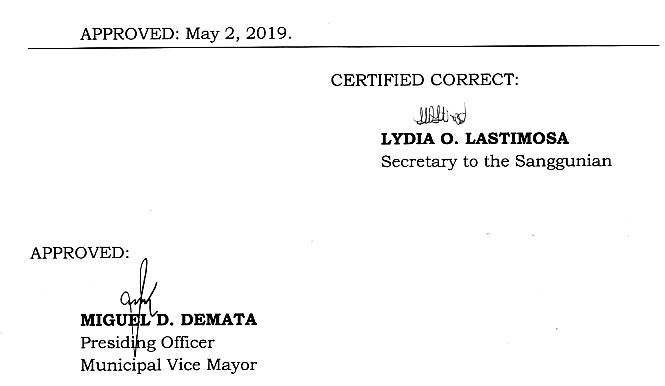 APPROVED: May 2, 2019.
CERTIFIED CORRECT:
LYDIA O. LASTIMOSA
Secretary to the Sanggunian
APPROVED:
MIGUEL D. DEMATA
Presiding Officer
Municipal Vice Mayor